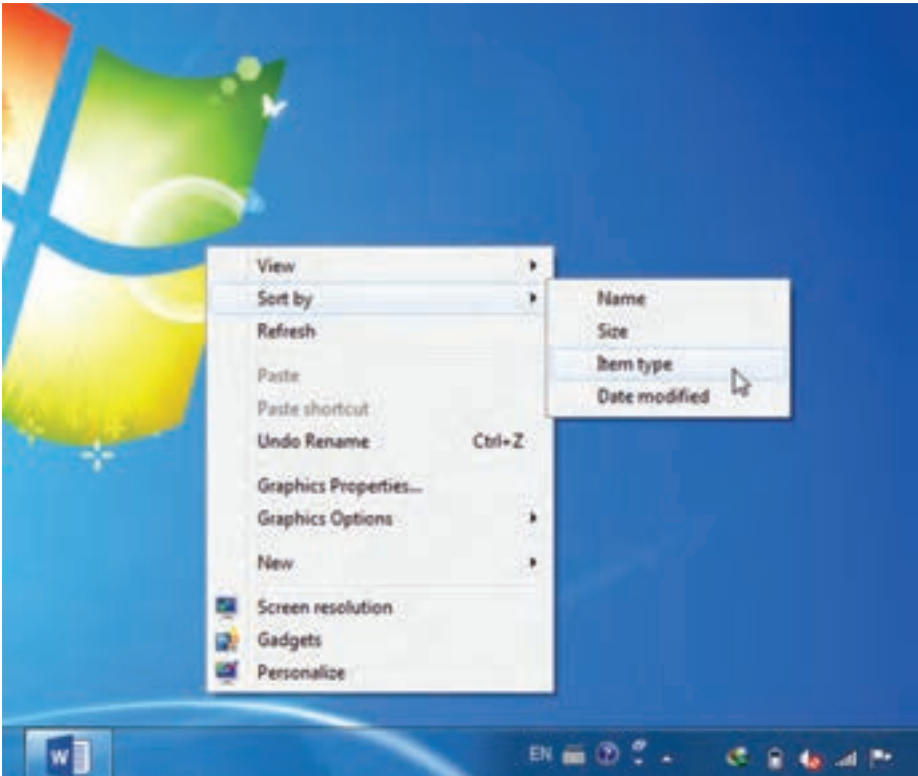 View
Sort by
Refresh
Paste
Paste shortcut
Undo Rename Ctrl+Z
Graphics Properties...
Graphics Options
New
Screen resolution
Gadgets
Personalize
Name
Size
Item type
Date modified
W
EN